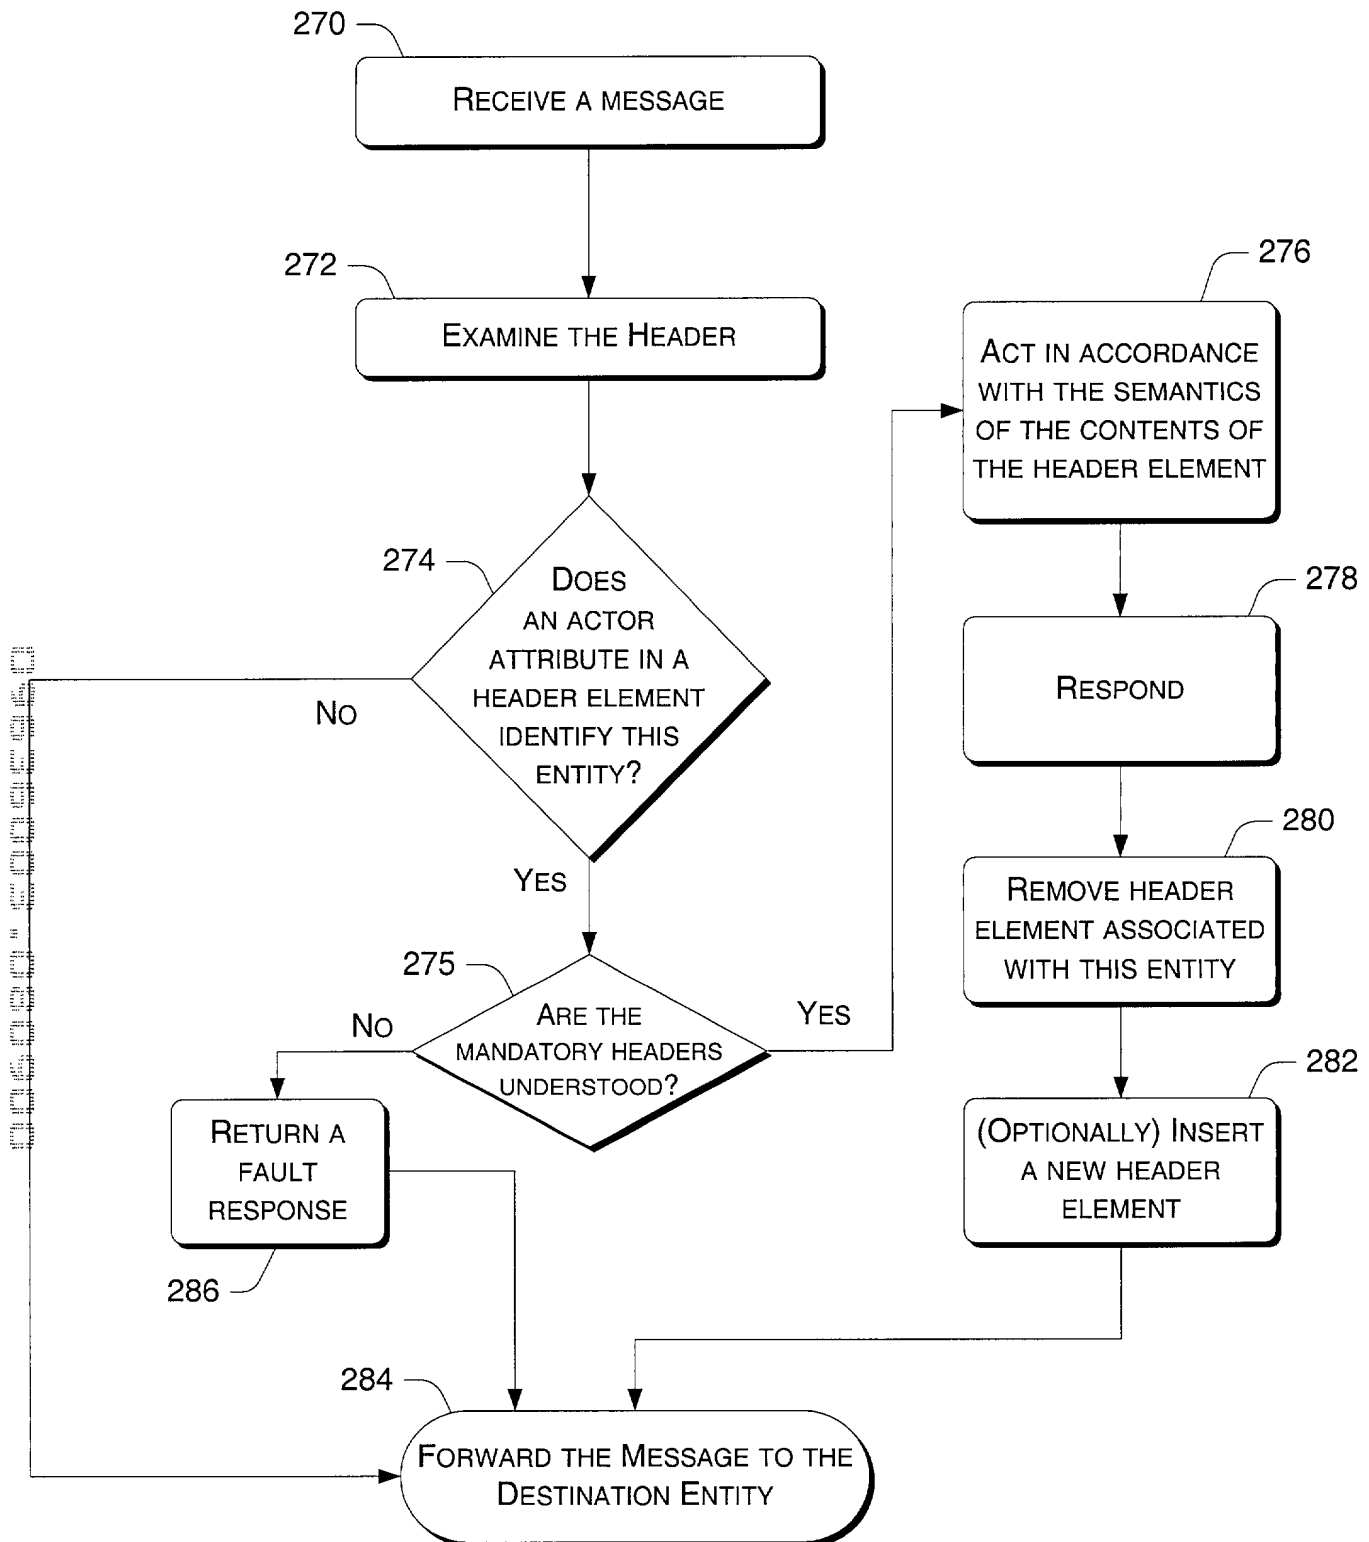 270
RECEIVE A MESSAGE
272
EXAMINE THE HEADER
274
DOES
AN ACTOR
ATTRIBUTE IN A
HEADER ELEMENT
IDENTIFY THIS
ENTITY?
NO
YES
275
ARE THE
MANDATORY HEADERS
UNDERSTOOD?
NO
YES
RETURN A
FAULT
RESPONSE
286
276
ACT IN ACCORDANCE
WITH THE SEMANTICS
OF THE CONTENTS OF
THE HEADER ELEMENT
278
RESPOND
280
REMOVE HEADER
ELEMENT ASSOCIATED
WITH THIS ENTITY
282
(OPTIONALLY) INSERT
A NEW HEADER
ELEMENT
284
FORWARD THE MESSAGE TO THE
DESTINATION ENTITY